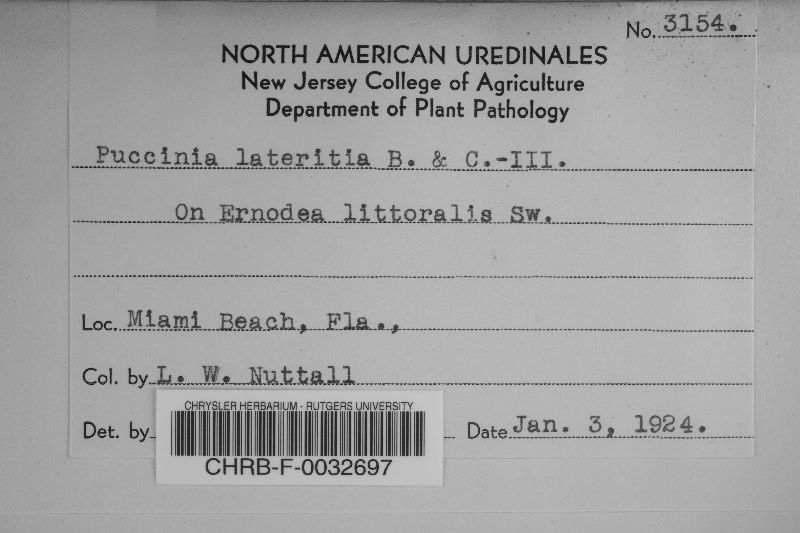 No. 3154.
NORTH AMERICAN UREDINALES
New Jersey College of Agriculture
Department of Plant Pathology
Puccinia lateritia B. & C.-III.
On Ernodea littoralis Sw.
Loc. Miami Beach, Fla.,
Col. by L. W. Nuttall
Det. by Date Jan. 3, 1924.
CHRYSLER HERBARIUM - RUTGERS UNIVERSITY
CHRB-F-0032697